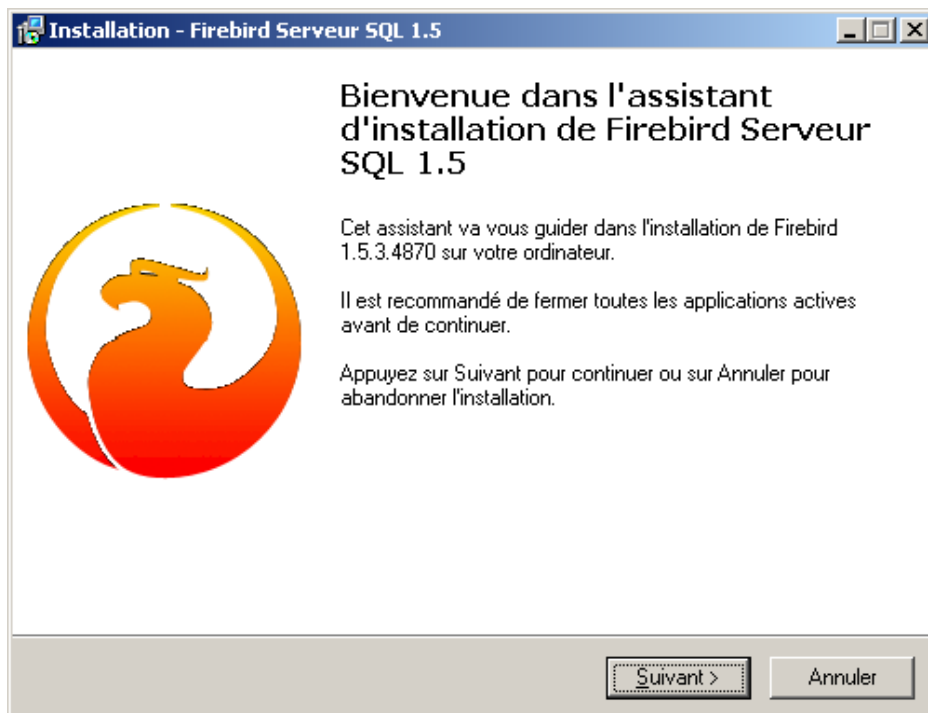 Installation - Firebird Serveur SQL 1.5
Bienvenue dans l'assistant
d'installation de Firebird Serveur
SQL 1.5
Cet assistant va vous guider dans l'installation de Firebird
1.5.3.4870 sur votre ordinateur.
Il est recommandé de fermer toutes les applications actives
avant de continuer.
Appuyez sur Suivant pour continuer ou sur Annuler pour
abandonner l'installation.
Suivant > Annuler